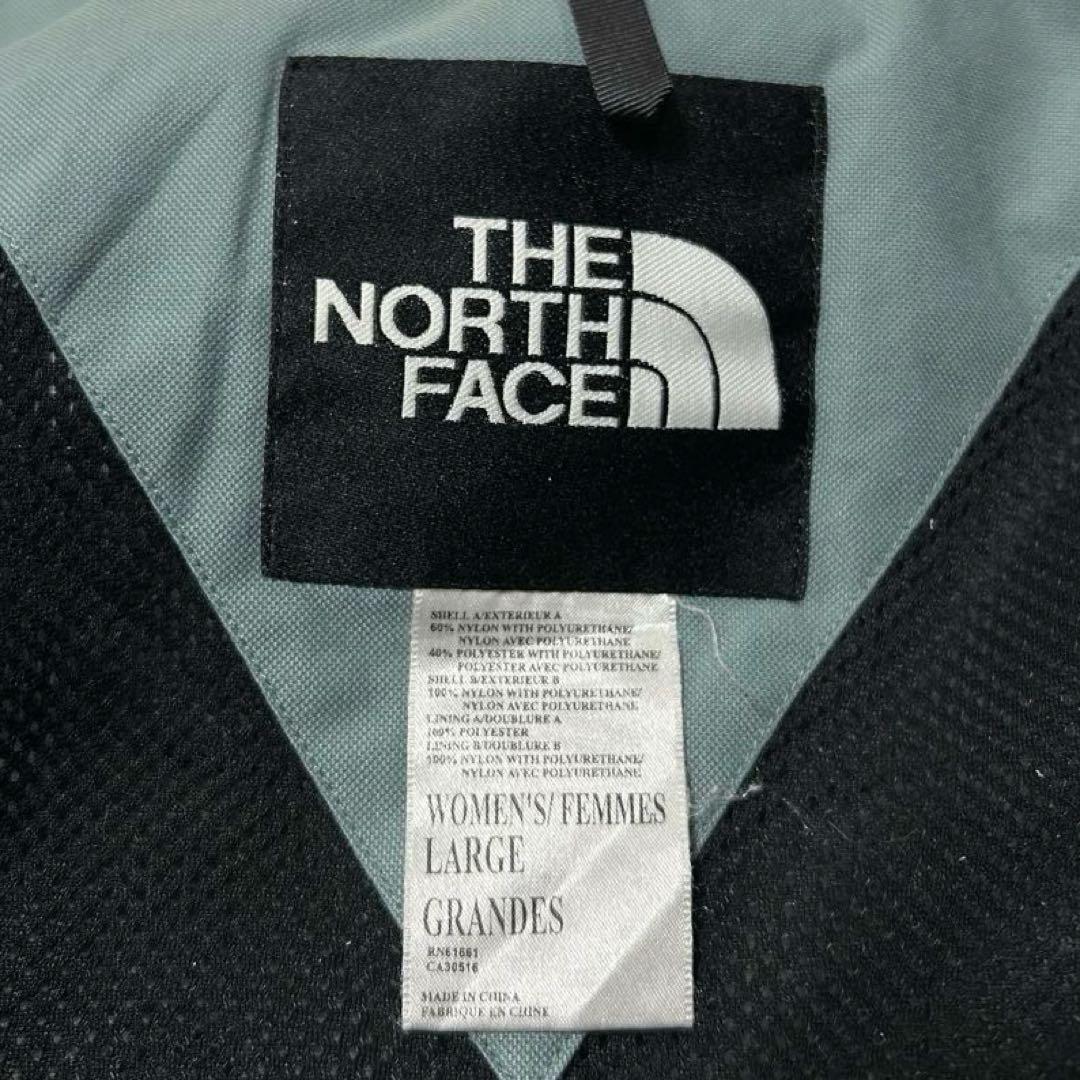 THE
NORTH
FACE
SHELL A/EXTERIEUR A
60% NYLON WITH POLYURETHANE/
NYLON AVEC POLYURETHANE
40% POLYESTER WITH POLYURETHANE/
POLYESTER AVEC POLYURETHANE
SHELL B/EXTERIEUR B
100% NYLON WITH POLYURETHANE/
NYLON AVEC POLYURETHANE
LINING A/DOUBLURE A
100% POLYESTER
LINING B/DOUBLURE B
100% NYLON WITH POLYURETHANE/
NYLON AVEC POLYURETHANE
WOMEN'S/ FEMMES
LARGE
GRANDES
RN61661
CA30516
MADE IN CHINA
FABRIQUE EN CHINE